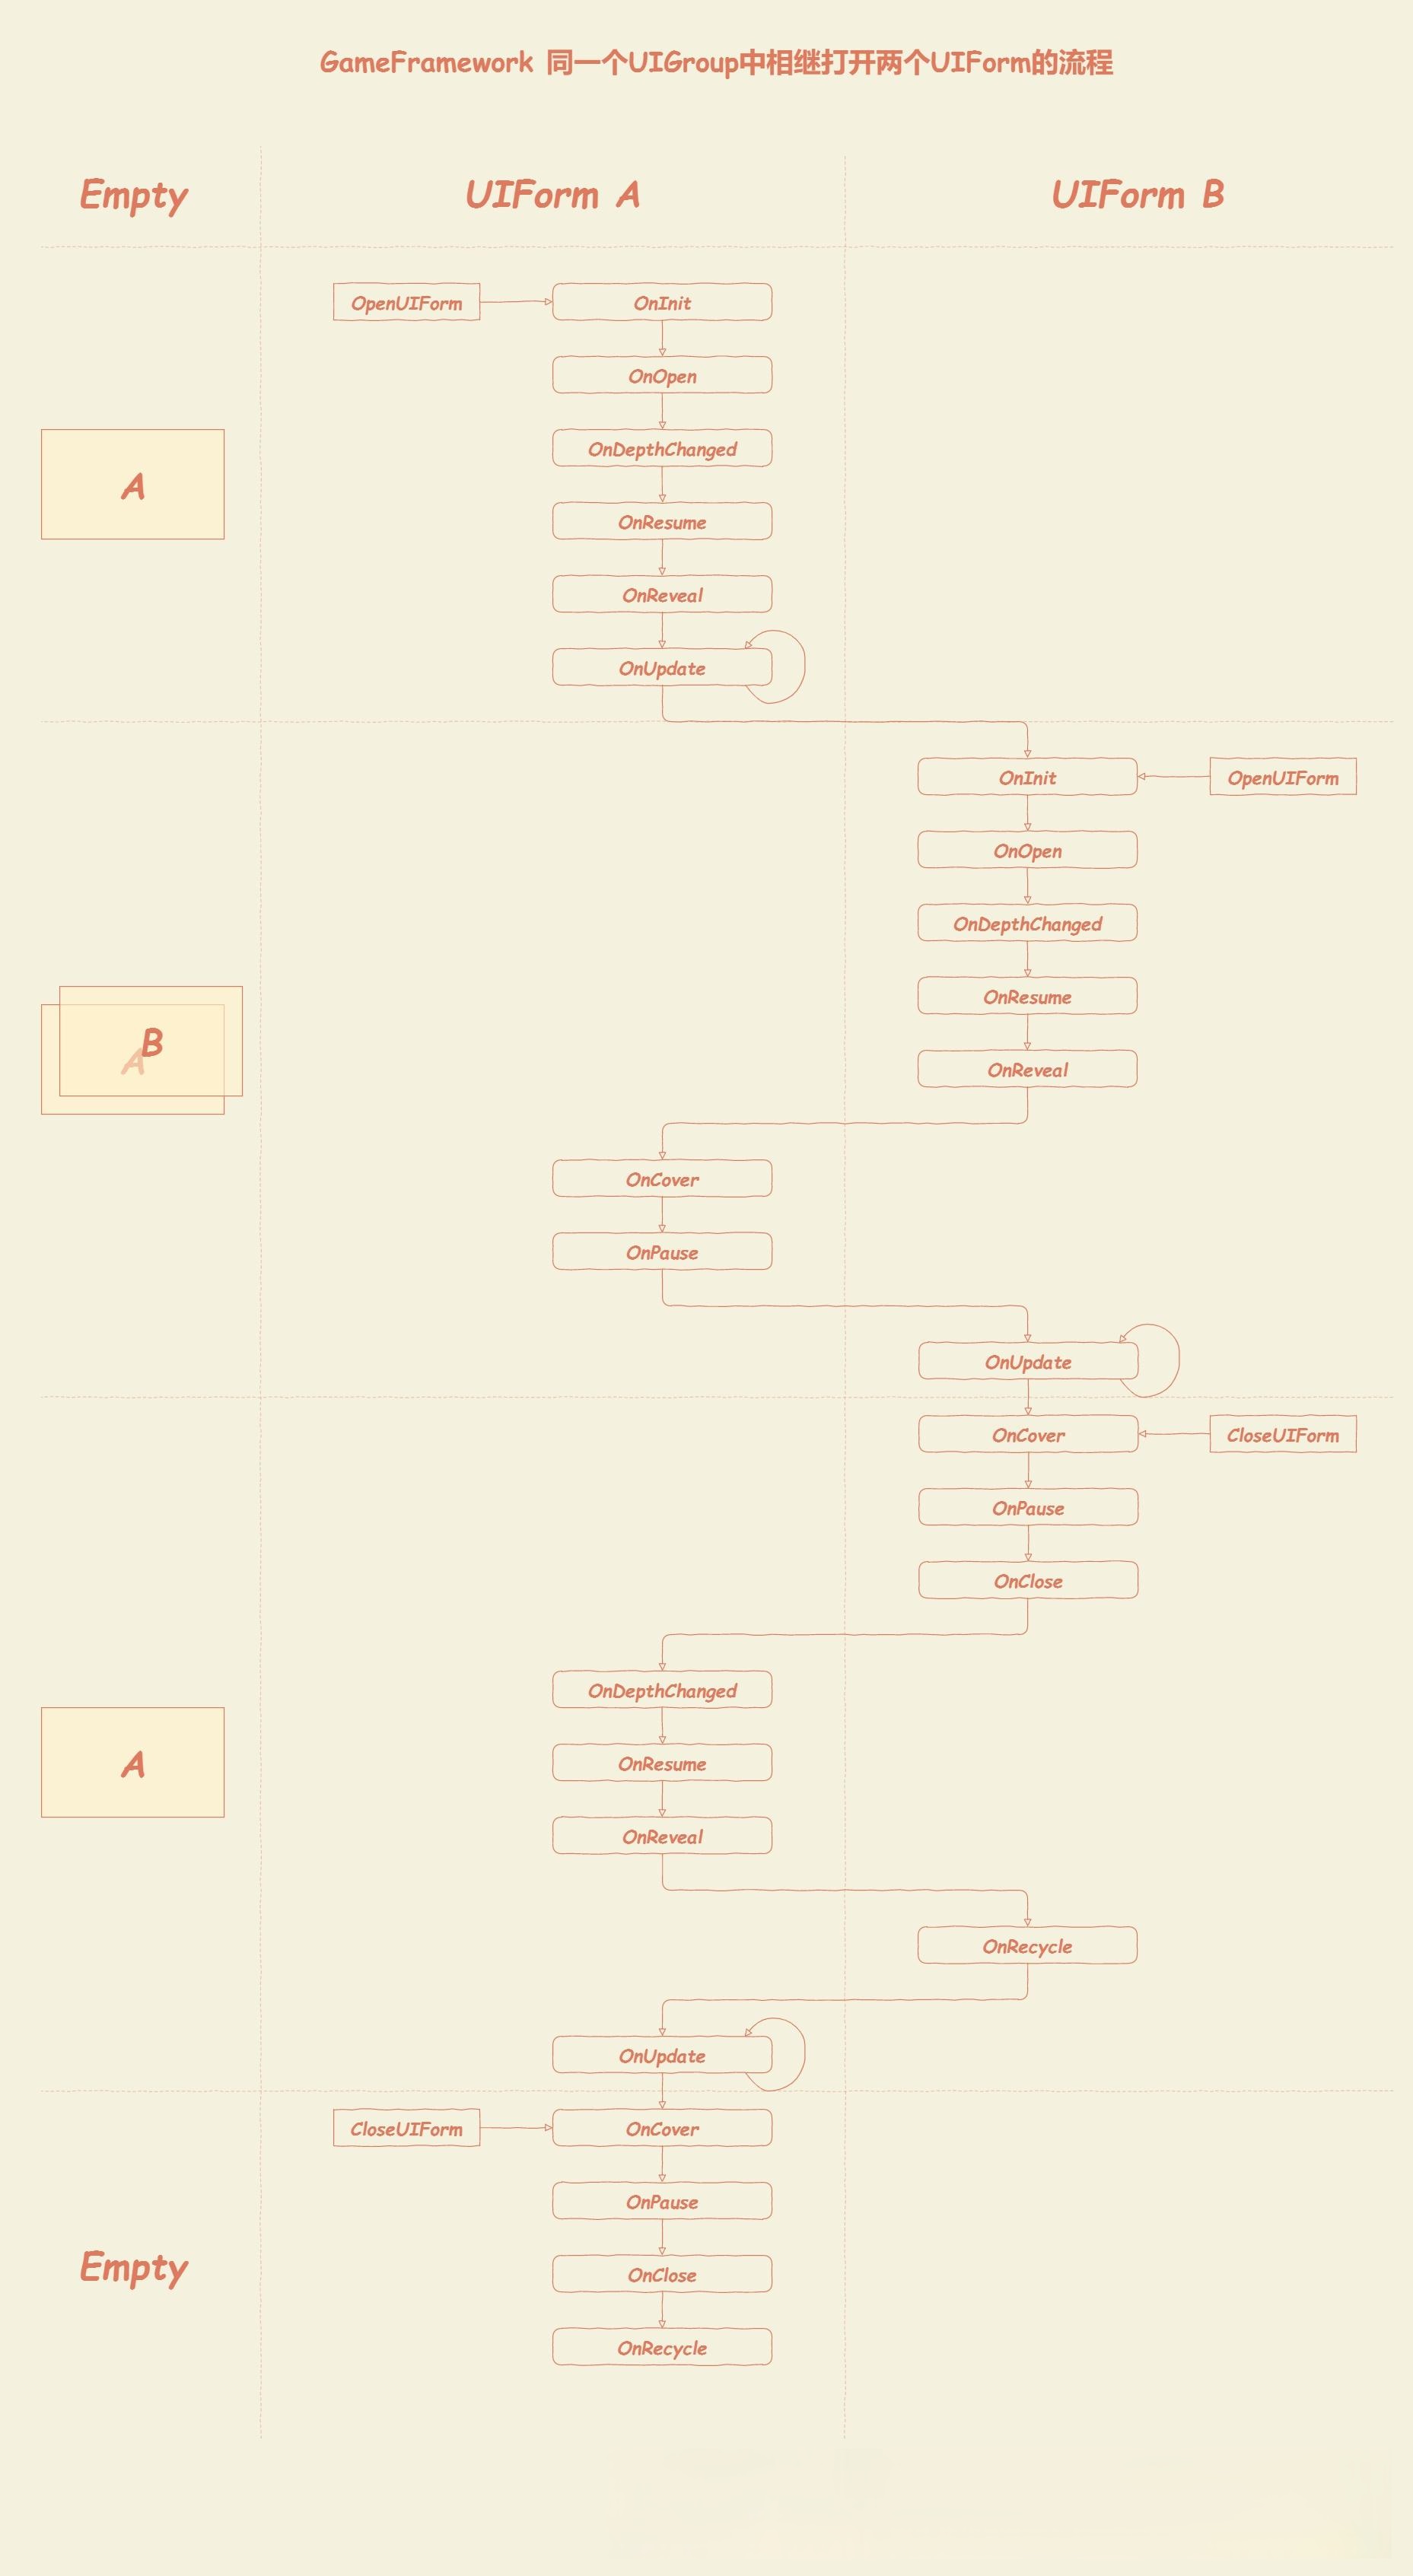 GameFramework 同一个UIGroup中相继打开两个UIForm的流程
Empty
UIForm A
UIForm B
OpenUIForm
OnInit
OnOpen
OnDepthChanged
A
OnResume
OnReveal
OnUpdate
OnInit
OpenUIForm
OnOpen
OnDepthChanged
OnResume
B
A
OnReveal
OnCover
OnPause
OnUpdate
OnCover
CloseUIForm
OnPause
OnClose
OnDepthChanged
A
OnResume
OnReveal
OnRecycle
OnUpdate
CloseUIForm
OnCover
OnPause
Empty
OnClose
OnRecycle